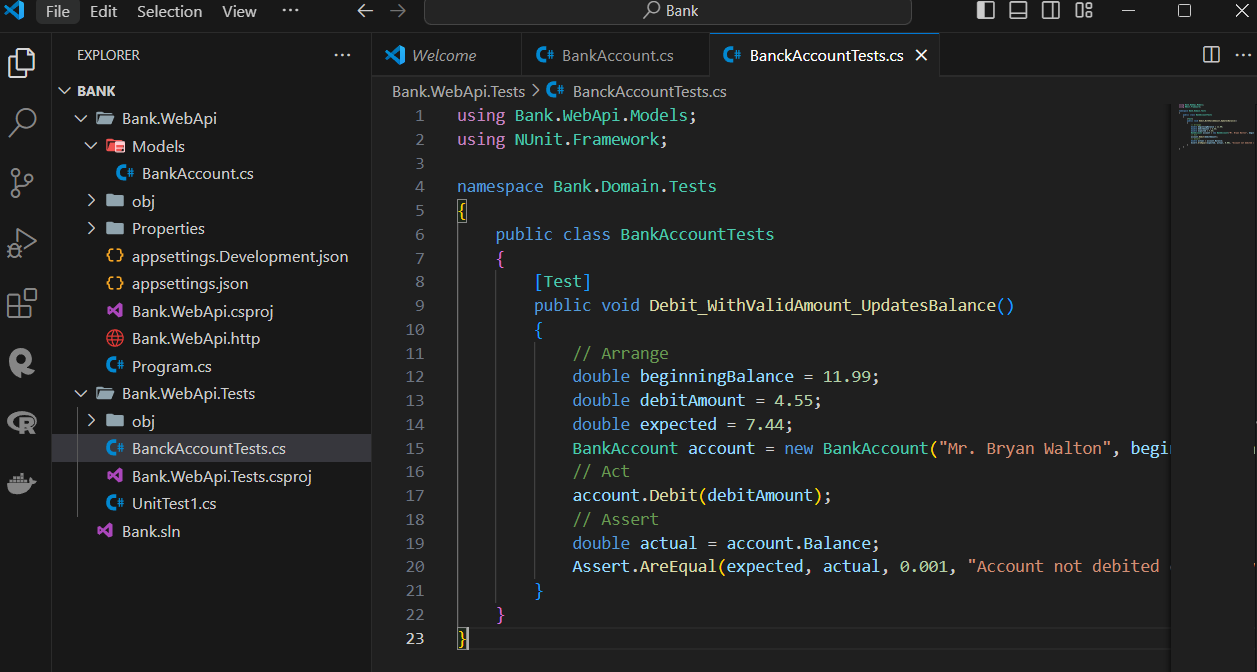 File Edit Selection View ··· Bank
EXPLORER ···
BANK
Bank.WebApi
Models
BankAccount.cs
obj
Properties
appsettings.Development.json
appsettings.json
Bank.WebApi.csproj
Bank.WebApi.http
Program.cs
Bank.WebApi.Tests
obj
BanckAccountTests.cs
Bank.WebApi.Tests.csproj
UnitTest1.cs
Bank.sln
Welcome BankAccount.cs BanckAccountTests.cs
Bank.WebApi.Tests > BanckAccountTests.cs
1 using Bank.WebApi.Models;
2 using NUnit.Framework;
3
4 namespace Bank.Domain.Tests
5 {
6 public class BankAccountTests
7 {
8 [Test]
9 public void Debit_WithValidAmount_UpdatesBalance()
10 {
11 // Arrange
12 double beginningBalance = 11.99;
13 double debitAmount = 4.55;
14 double expected = 7.44;
15 BankAccount account = new BankAccount("Mr. Bryan Walton", begi
16 // Act
17 account.Debit(debitAmount);
18 // Assert
19 double actual = account.Balance;
20 Assert.AreEqual(expected, actual, 0.001, "Account not debited
21 }
22 }
23 }